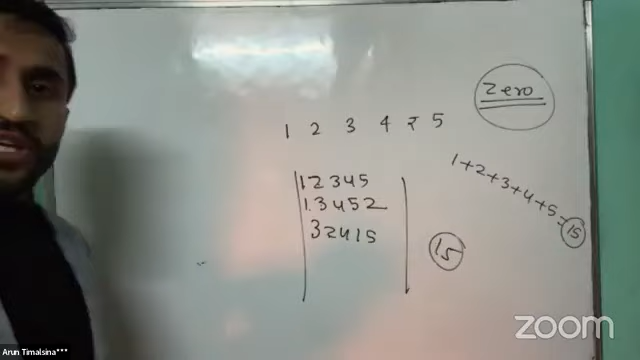 Zero
1 2 3 4 र 5
1+2+3+4+5=15
12345
13452
32415
15
zoom
Arun Timalsina***